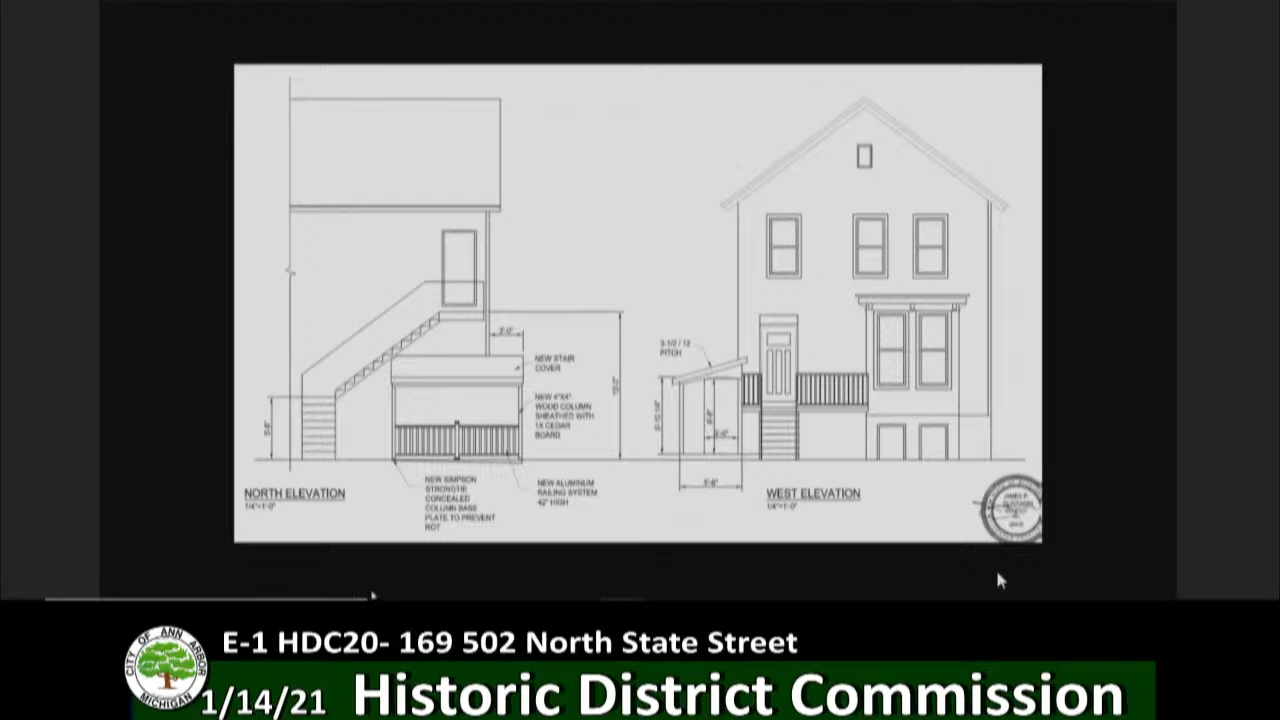 NEW STAIR
COVER
NEW 4"X4"
WOOD COLUMN
SHEATHED WITH
1X CEDAR
BOARD
NEW SIMPSON
STRONGTIE
CONCEALED
COLUMN BASE
PLATE TO PREVENT
ROT
NEW ALUMINUM
RAILING SYSTEM
42" HIGH
NORTH ELEVATION
1/4"=1'-0"
PITCH
WEST ELEVATION
1/4"=1'-0"
E-1 HDC20- 169 502 North State Street
CITY OF ANN ARBOR
MICHIGAN
1/14/21 Historic District Commission